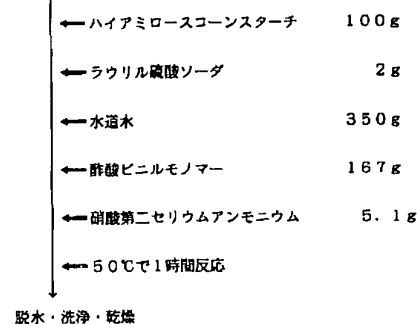 ハイアミロースコーンスターチ 100g
ラウリル硫酸ソーダ 2g
水道水 350g
酢酸ビニルモノマー 167g
硝酸第二セリウムアンモニウム 5.1g
50℃で1時間反応
脱水・洗浄・乾燥